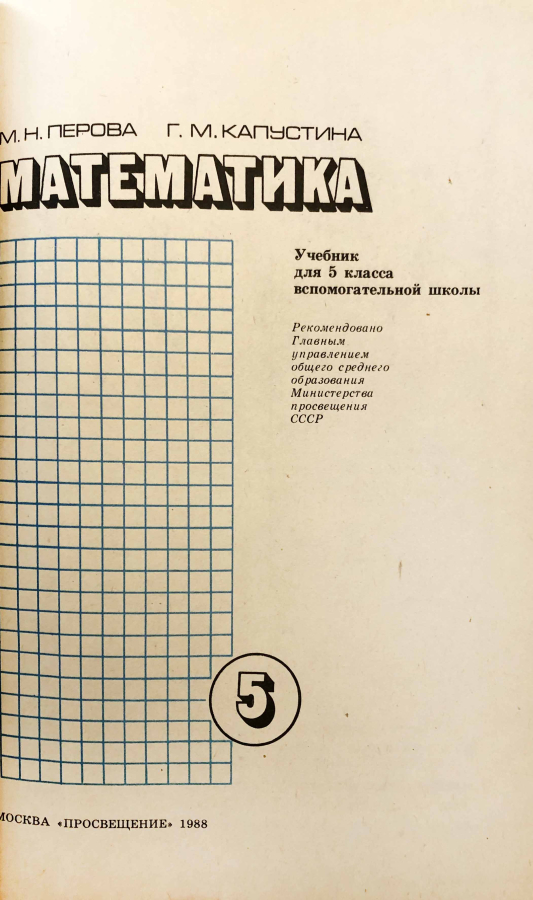 М. Н. ПЕРОВА Г. М. КАПУСТИНА
МАТЕМАТИКА
Учебник
для 5 класса
вспомогательной школы
Рекомендовано
Главным
управлением
общего среднего
образования
Министерства
просвещения
СССР
5
МОСКВА «ПРОСВЕЩЕНИЕ» 1988